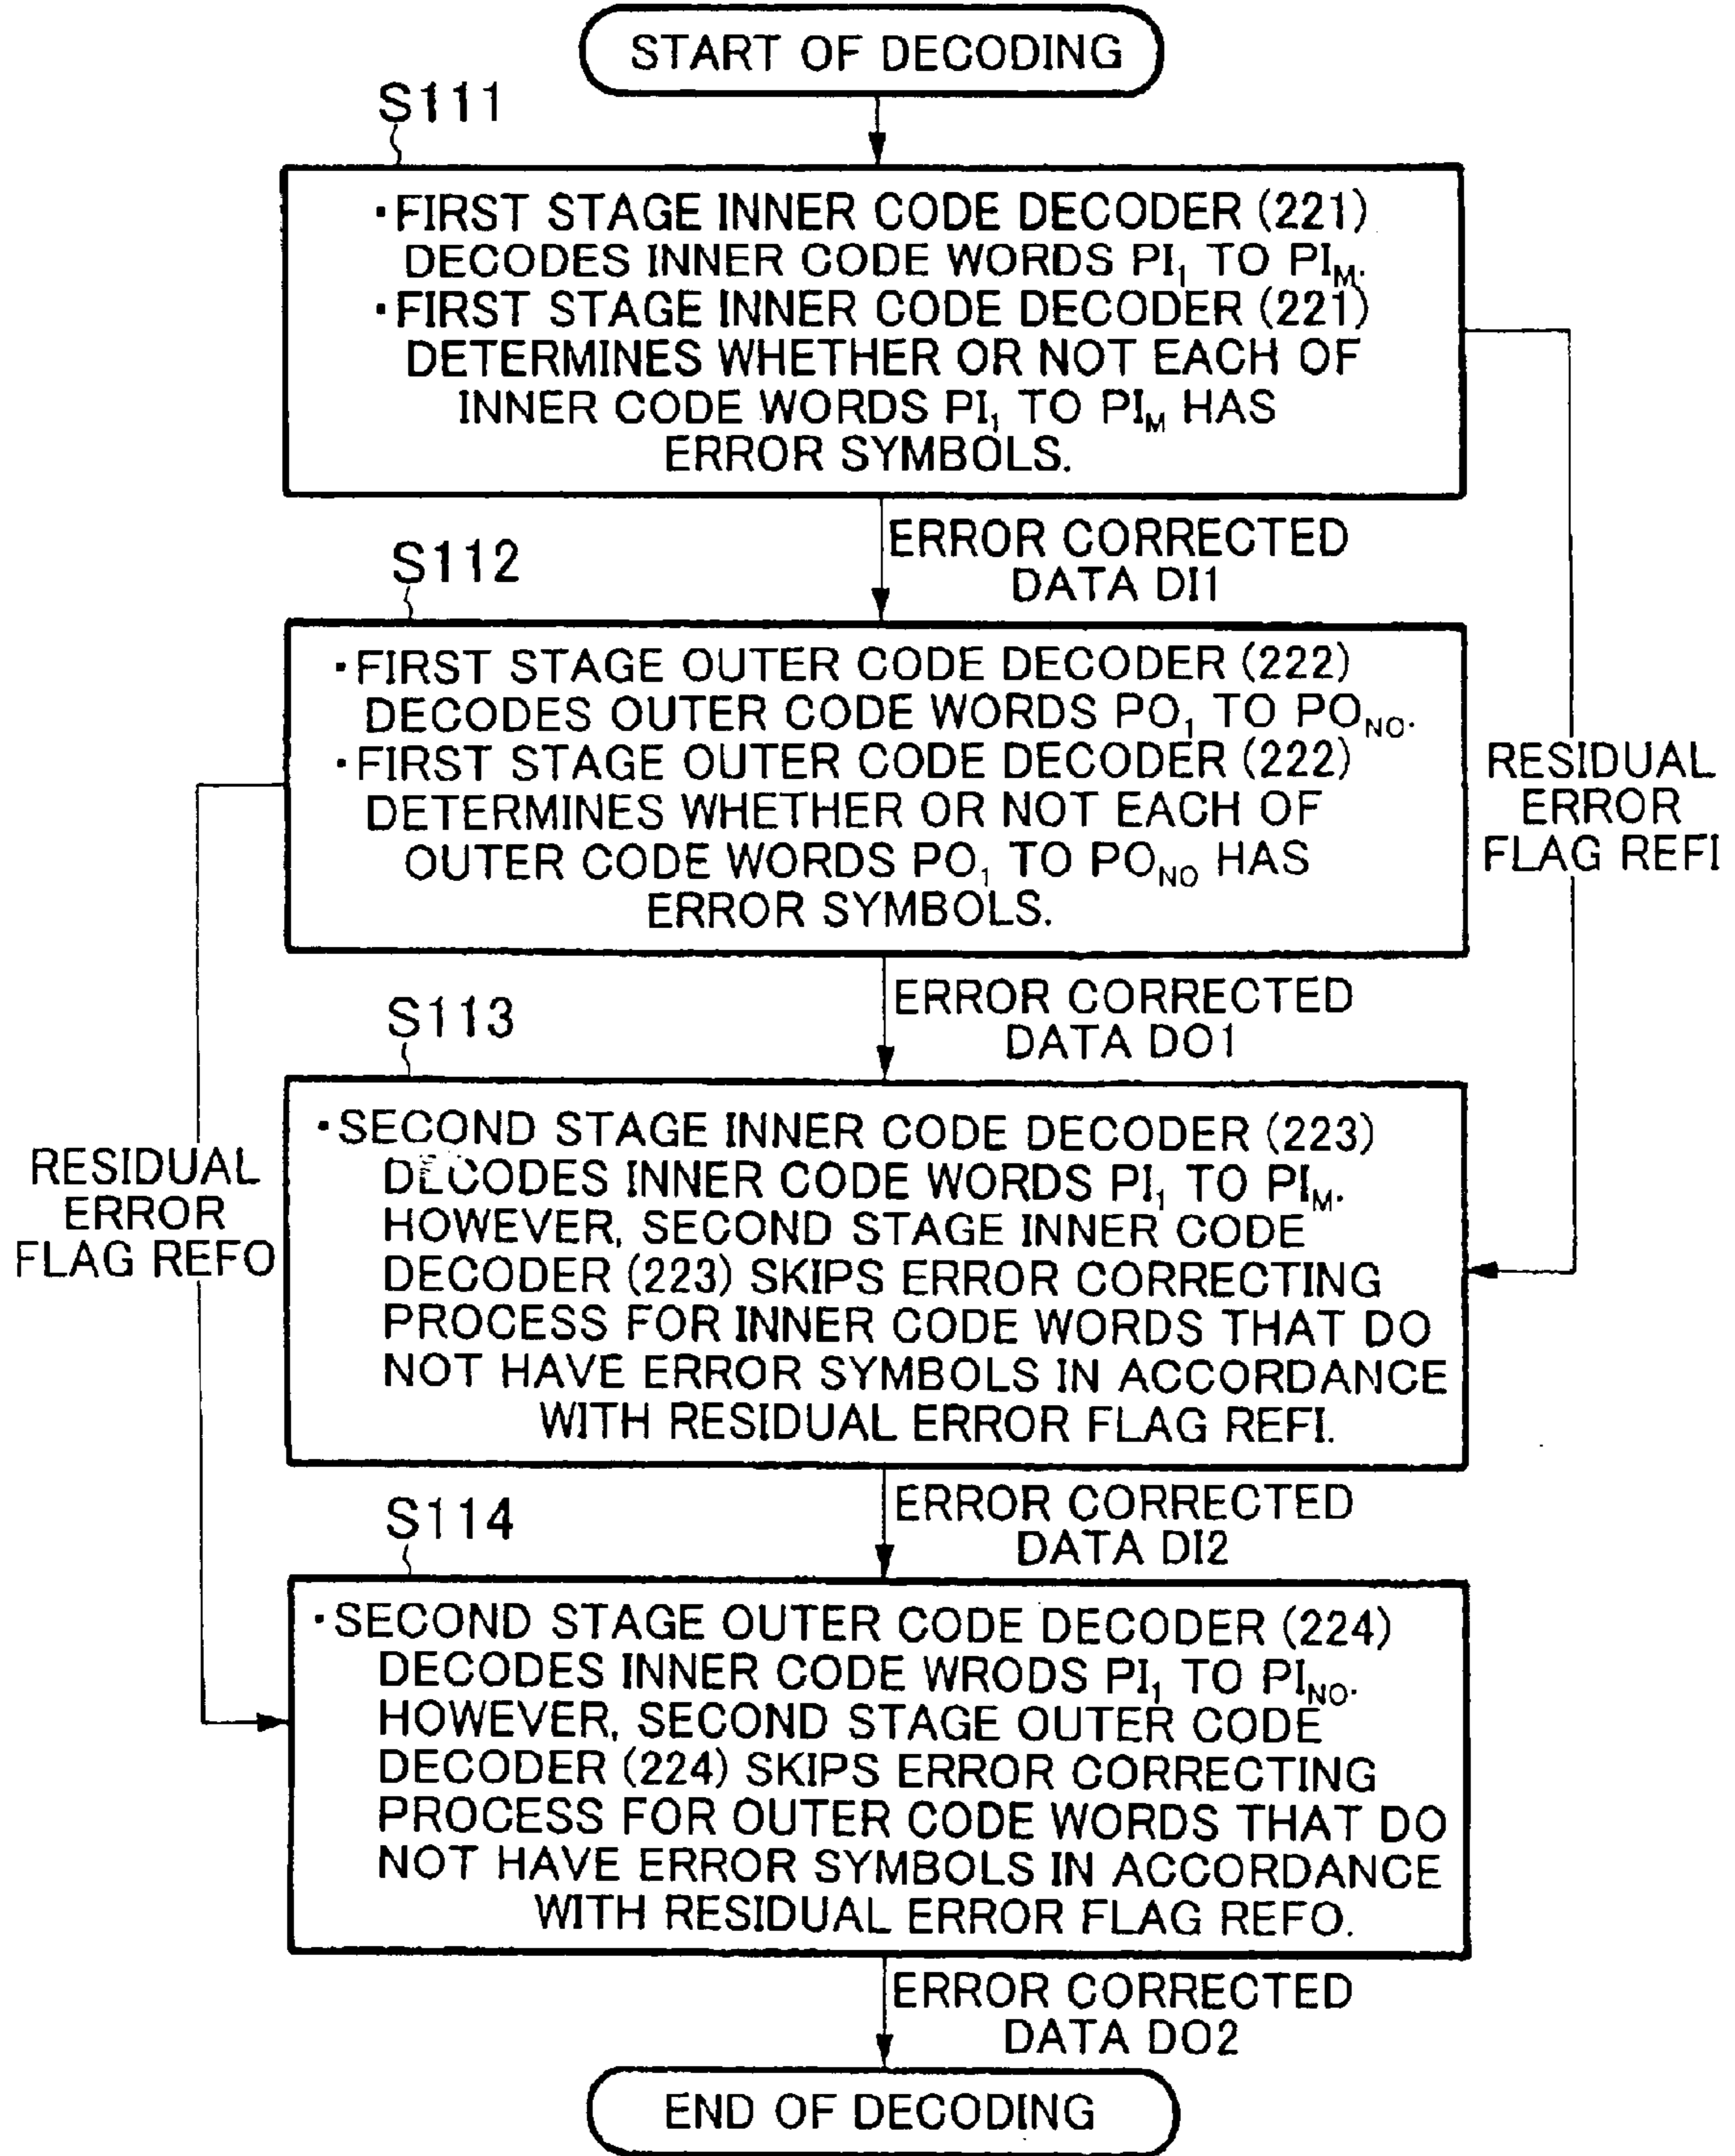 START OF DECODING
S111
・FIRST STAGE INNER CODE DECODER (221)
DECODES INNER CODE WORDS PI₁ TO PI_M.
・FIRST STAGE INNER CODE DECODER (221)
DETERMINES WHETHER OR NOT EACH OF
INNER CODE WORDS PI₁ TO PI_M HAS
ERROR SYMBOLS.
ERROR CORRECTED
DATA DI1
S112
・FIRST STAGE OUTER CODE DECODER (222)
DECODES OUTER CODE WORDS PO₁ TO PO_NO.
・FIRST STAGE OUTER CODE DECODER (222)
DETERMINES WHETHER OR NOT EACH OF
OUTER CODE WORDS PO₁ TO PO_NO HAS
ERROR SYMBOLS.
RESIDUAL
ERROR
FLAG REFI
ERROR CORRECTED
DATA DO1
S113
・SECOND STAGE INNER CODE DECODER (223)
DECODES INNER CODE WORDS PI₁ TO PI_M.
HOWEVER, SECOND STAGE INNER CODE
DECODER (223) SKIPS ERROR CORRECTING
PROCESS FOR INNER CODE WORDS THAT DO
NOT HAVE ERROR SYMBOLS IN ACCORDANCE
WITH RESIDUAL ERROR FLAG REFI.
RESIDUAL
ERROR
FLAG REFO
ERROR CORRECTED
DATA DI2
S114
・SECOND STAGE OUTER CODE DECODER (224)
DECODES INNER CODE WRODS PI₁ TO PI_NO.
HOWEVER, SECOND STAGE OUTER CODE
DECODER (224) SKIPS ERROR CORRECTING
PROCESS FOR OUTER CODE WORDS THAT DO
NOT HAVE ERROR SYMBOLS IN ACCORDANCE
WITH RESIDUAL ERROR FLAG REFO.
ERROR CORRECTED
DATA DO2
END OF DECODING